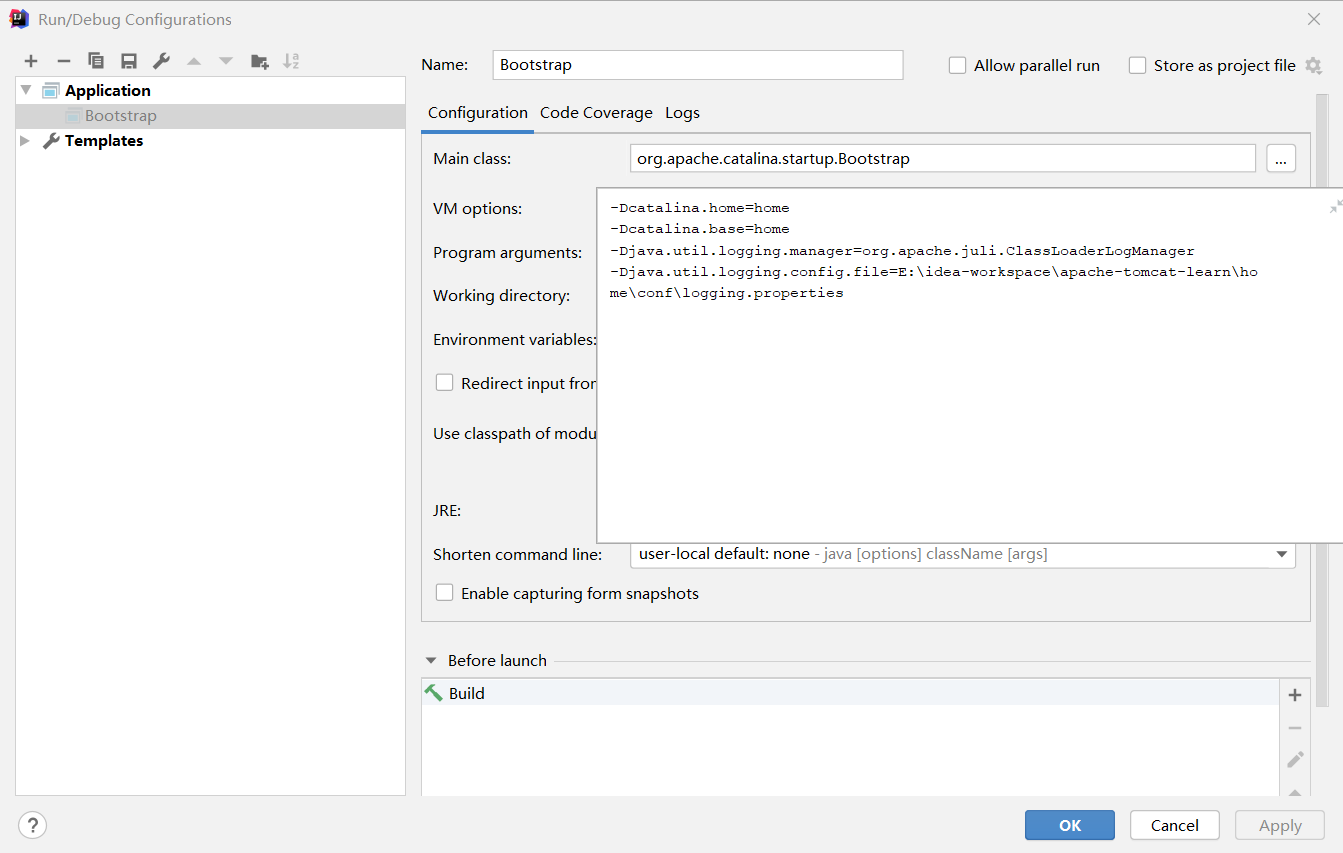 Run/Debug Configurations
Name:
Bootstrap
Allow parallel run
Store as project file
Application
Bootstrap
Templates
Configuration
Code Coverage
Logs
Main class:
org.apache.catalina.startup.Bootstrap
...
VM options:
-Dcatalina.home=home
-Dcatalina.base=home
-Djava.util.logging.manager=org.apache.juli.ClassLoaderLogManager
-Djava.util.logging.config.file=E:\idea-workspace\apache-tomcat-learn\ho
me\conf\logging.properties
Program arguments:
Working directory:
Environment variables:
Redirect input fror
Use classpath of modu
JRE:
Shorten command line:
user-local default: none - java [options] className [args]
Enable capturing form snapshots
Before launch
Build
?
OK
Cancel
Apply